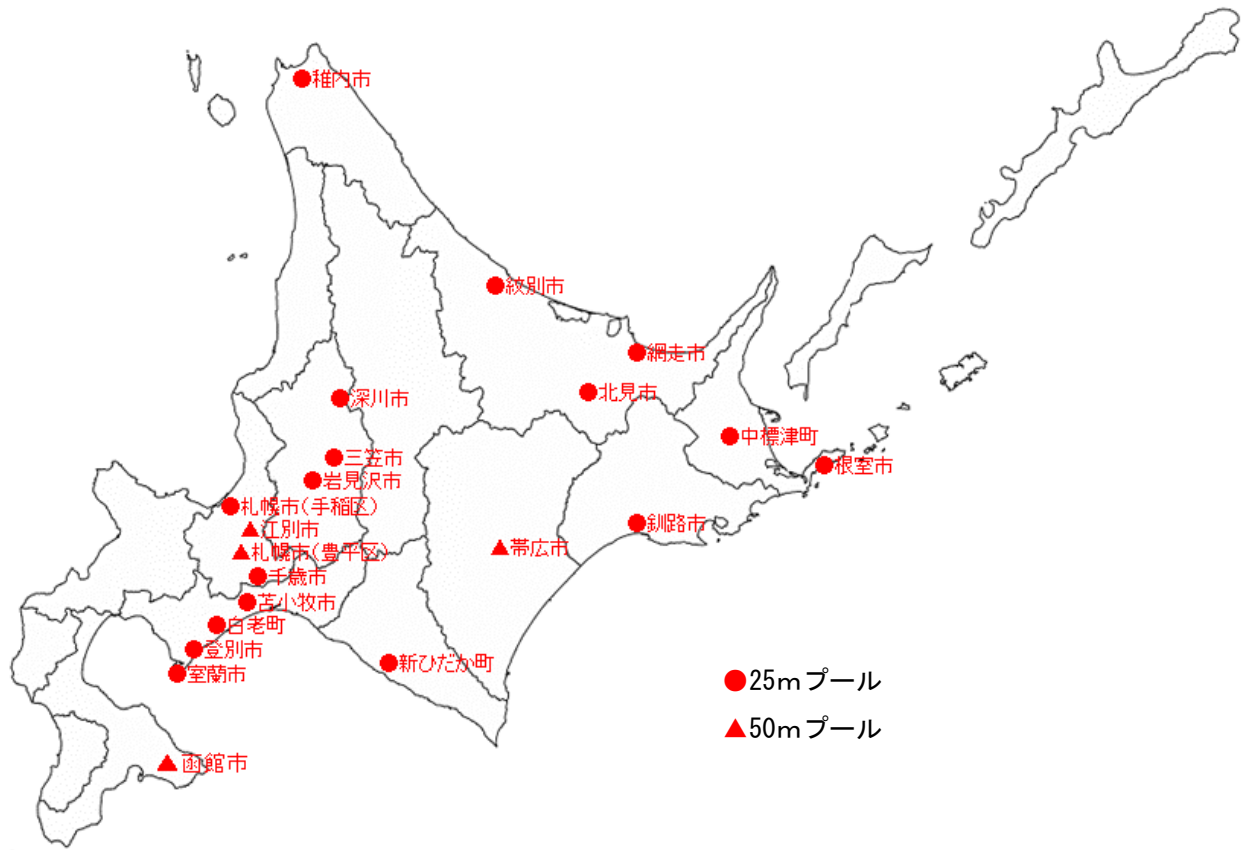 稚内市
紋別市
網走市
北見市
深川市
中標津町
三笠市
根室市
岩見沢市
札幌市(手稲区)
江別市
釧路市
帯広市
札幌市(豊平区)
千歳市
苫小牧市
白老町
登別市
新ひだか町
室蘭市
25mプール
50mプール
函館市